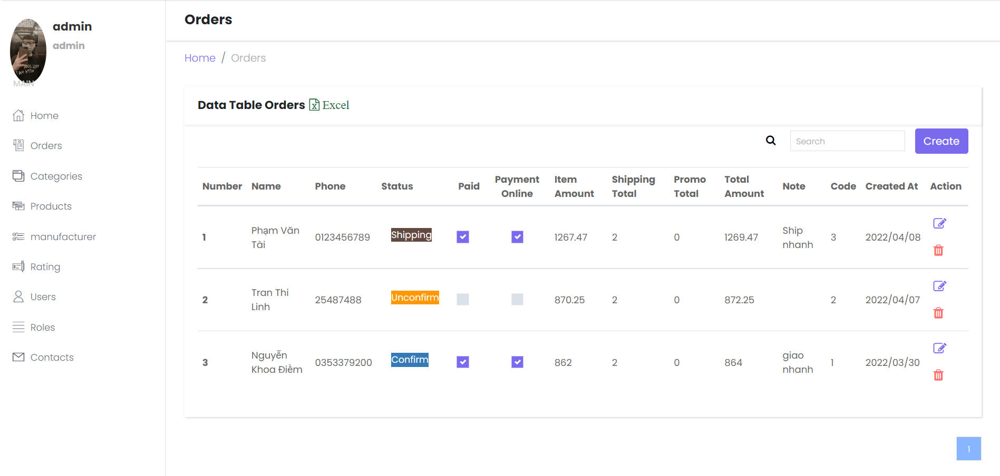 admin
admin
MAIN
Home
Orders
Categories
Products
manufacturer
Rating
Users
Roles
Contacts
Orders
Home / Orders
Data Table Orders Excel
Search Create
Number Name Phone Status Paid Payment Online Item Amount Shipping Total Promo Total Total Amount Note Code Created At Action
1 Phạm Văn Tài 0123456789 Shipping 1267.47 2 0 1269.47 Ship nhanh 3 2022/04/08
2 Tran Thi Linh 25487488 Unconfirm 870.25 2 0 872.25 2 2022/04/07
3 Nguyễn Khoa Điềm 0353379200 Confirm 862 2 0 864 giao nhanh 1 2022/03/30
1